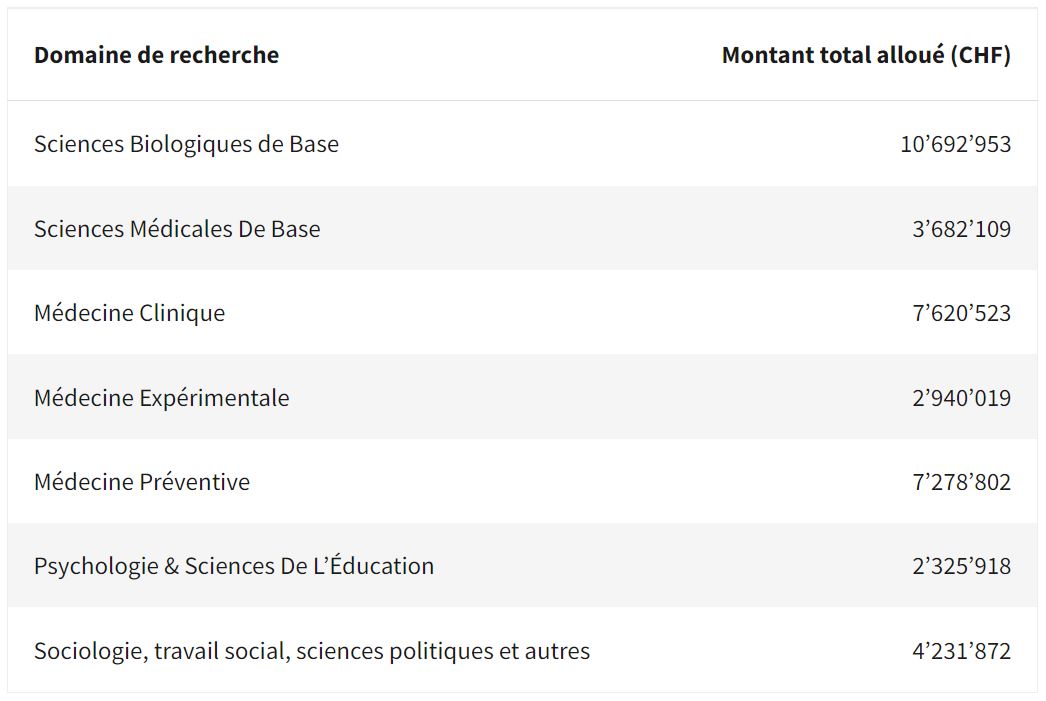 Domaine de recherche Montant total alloué (CHF)
Sciences Biologiques de Base 10’692’953
Sciences Médicales De Base 3’682’109
Médecine Clinique 7’620’523
Médecine Expérimentale 2’940’019
Médecine Préventive 7’278’802
Psychologie & Sciences De L’Éducation 2’325’918
Sociologie, travail social, sciences politiques et autres 4’231’872